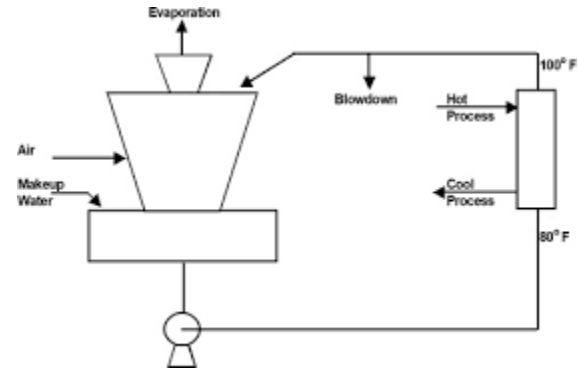 Evaporation
100° F
Blowdown
Hot
Process
Air
Makeup
Water
Cool
Process
80° F